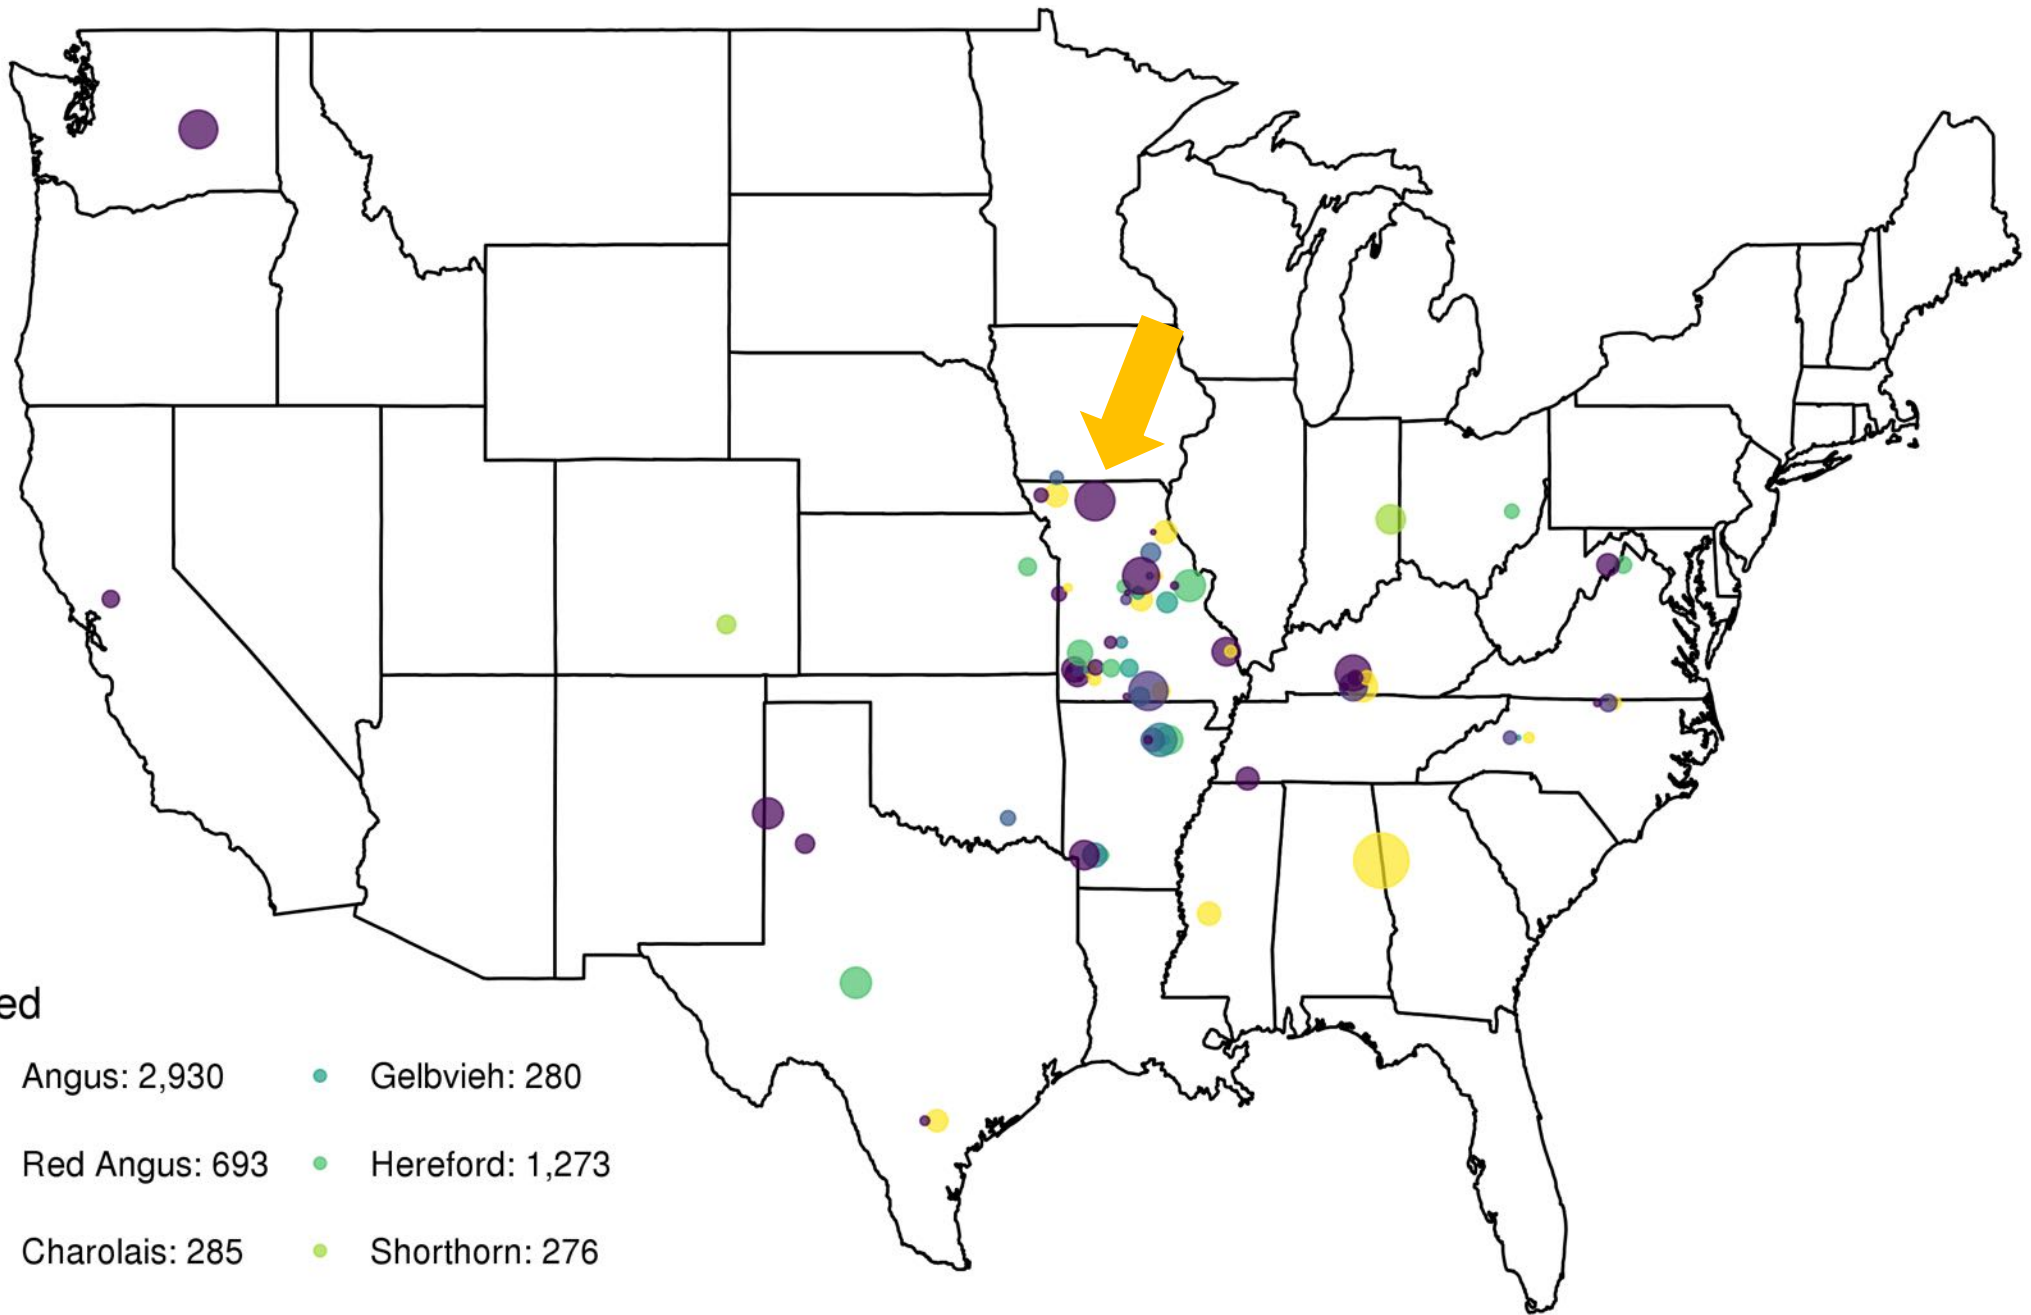 ed
Angus: 2,930
Gelbvieh: 280
Red Angus: 693
Hereford: 1,273
Charolais: 285
Shorthorn: 276